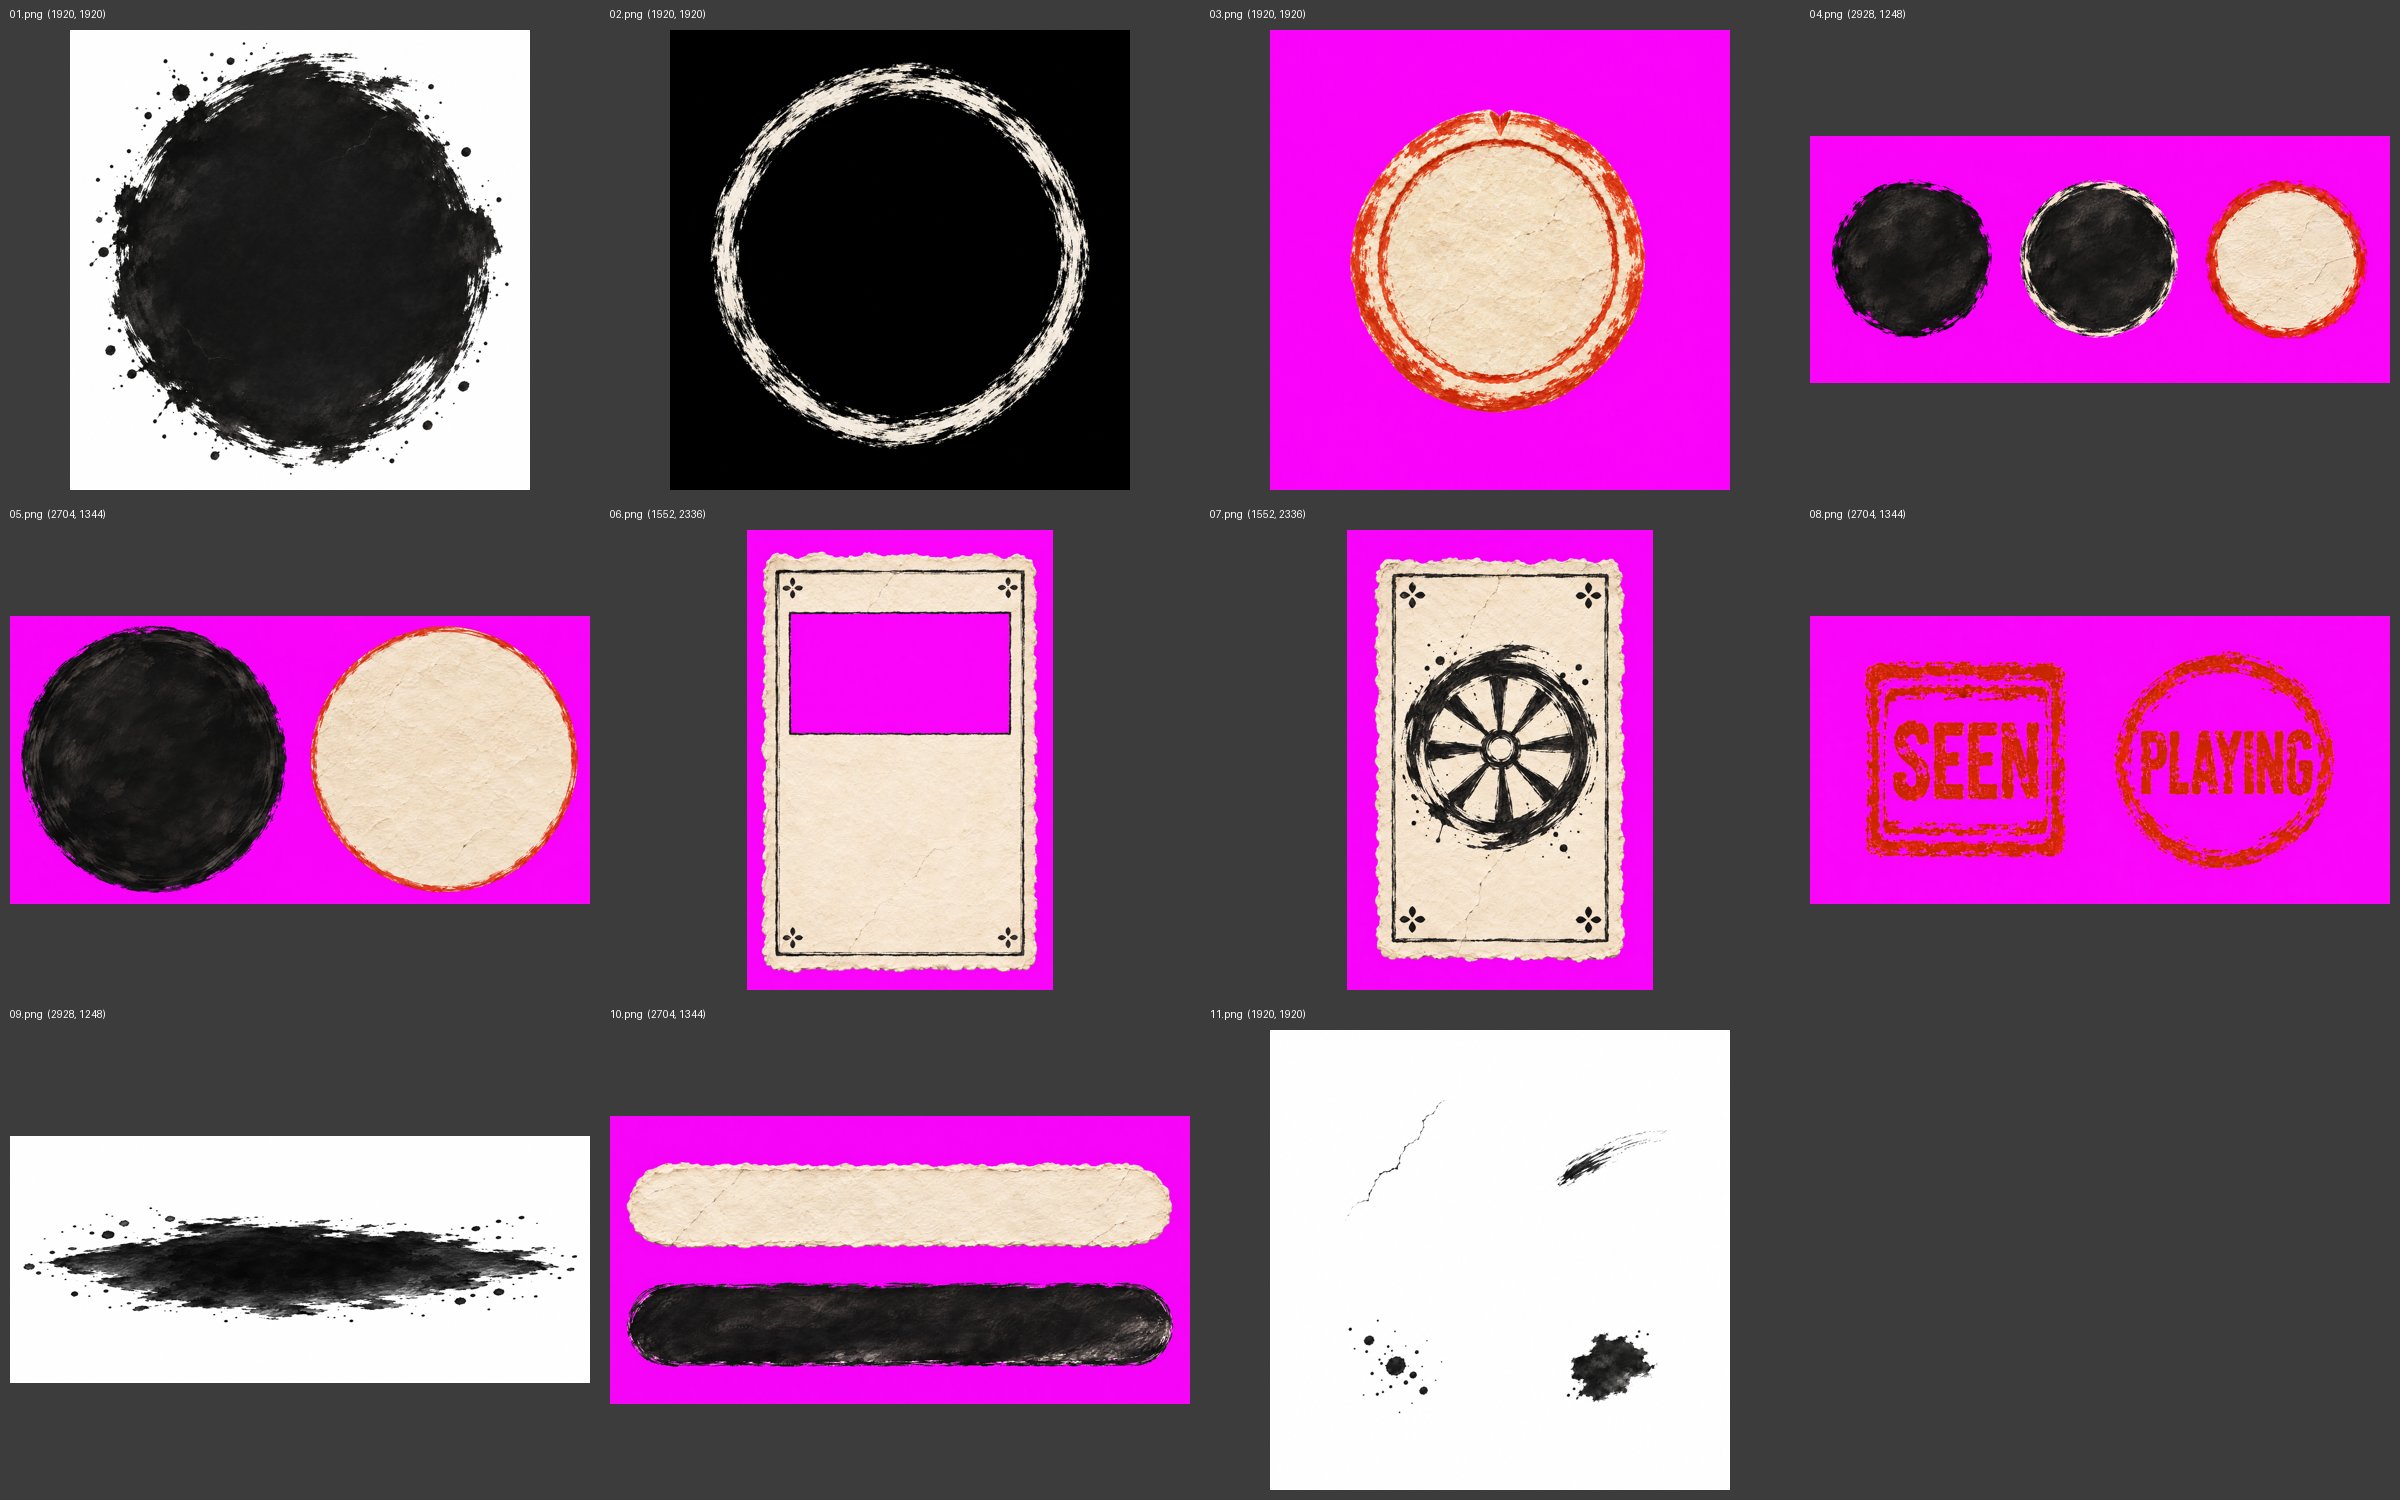 01.png (1920, 1920)
02.png (1920, 1920)
03.png (1920, 1920)
04.png (2928, 1248)
05.png (2704, 1344)
06.png (1552, 2336)
07.png (1552, 2336)
08.png (2704, 1344)
SEEN
PLAYING
09.png (2928, 1248)
10.png (2704, 1344)
11.png (1920, 1920)